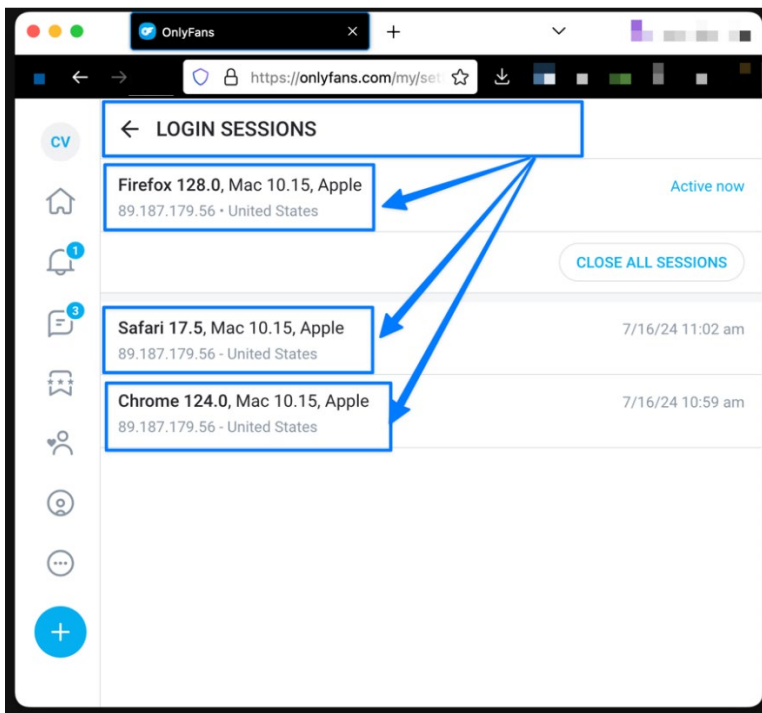 OnlyFans
https://onlyfans.com/my/set
CV
LOGIN SESSIONS
Firefox 128.0, Mac 10.15, Apple
Active now
89.187.179.56 • United States
1
CLOSE ALL SESSIONS
3
Safari 17.5, Mac 10.15, Apple
7/16/24 11:02 am
89.187.179.56 - United States
Chrome 124.0, Mac 10.15, Apple
7/16/24 10:59 am
89.187.179.56 - United States